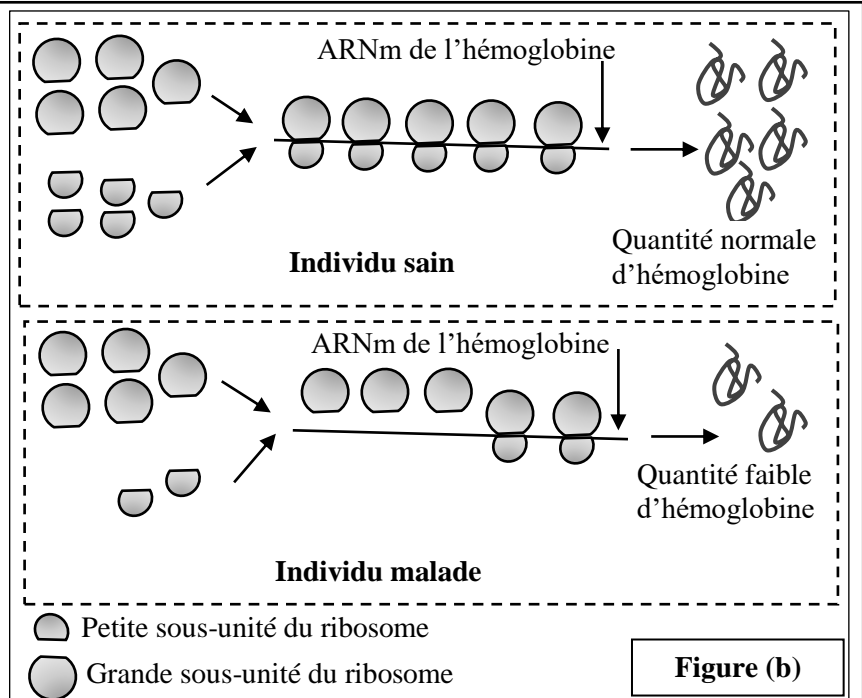 ARNm de l’hémoglobine
Quantité normale
d’hémoglobine
Individu sain
ARNm de l’hémoglobine
Quantité faible
d’hémoglobine
Individu malade
Petite sous-unité du ribosome
Grande sous-unité du ribosome
Figure (b)